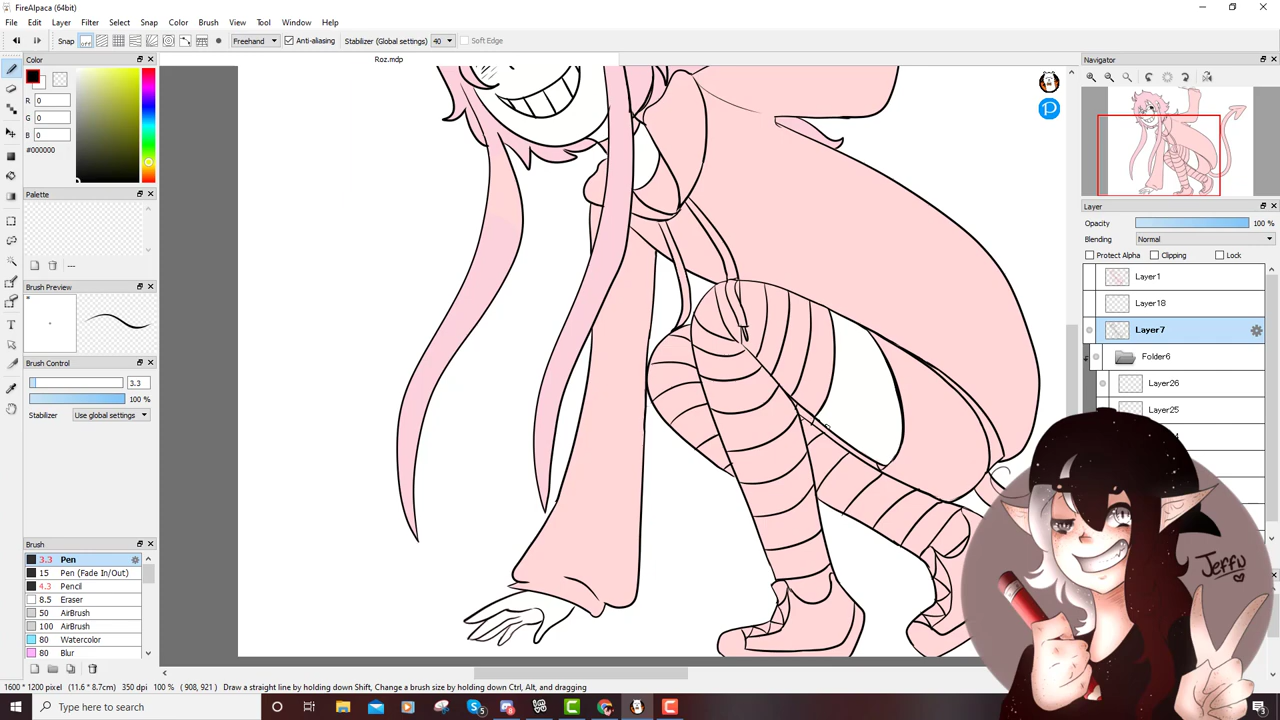 FireAlpaca (64bit)
File Edit Layer Filter Select Snap Color Brush View Tool Window Help
Snap OFF Freehand Anti-aliasing Stabilizer (Global settings) 40 Soft Edge
Color
Roz.mdp
Navigator
R 0
G 0
B 0
#000000
Palette
---
Layer
Opacity 100 %
Blending Normal
Protect Alpha Clipping Lock
Layer1
Layer18
Layer7
Folder6
Layer26
Layer25
Brush Preview
Brush Control
3.3
100 %
Stabilizer Use global settings
Brush
3.3 Pen
15 Pen (Fade In/Out)
4.3 Pencil
8.5 Eraser
50 AirBrush
100 AirBrush
80 Watercolor
80 Blur
Jeffu
1600 * 1200 pixel (11.6 * 8.7cm) 350 dpi 100 % ( 908, 921 ) Draw a straight line by holding down Shift, Change a brush size by holding down Ctrl, Alt, and dragging
Type here to search